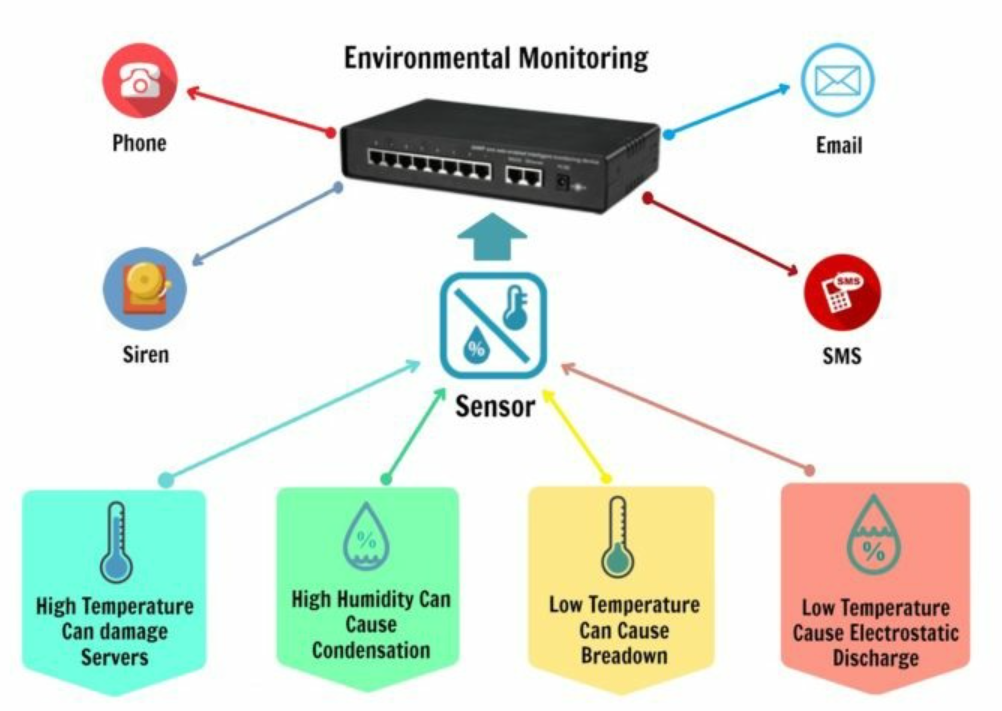 Environmental Monitoring
Phone
Email
Siren
SMS
SMS
%
Sensor
%
%
High Temperature
Can damage
Servers
High Humidity Can
Cause
Condensation
Low Temperature
Can Cause
Breadown
Low Temperature
Cause Electrostatic
Discharge